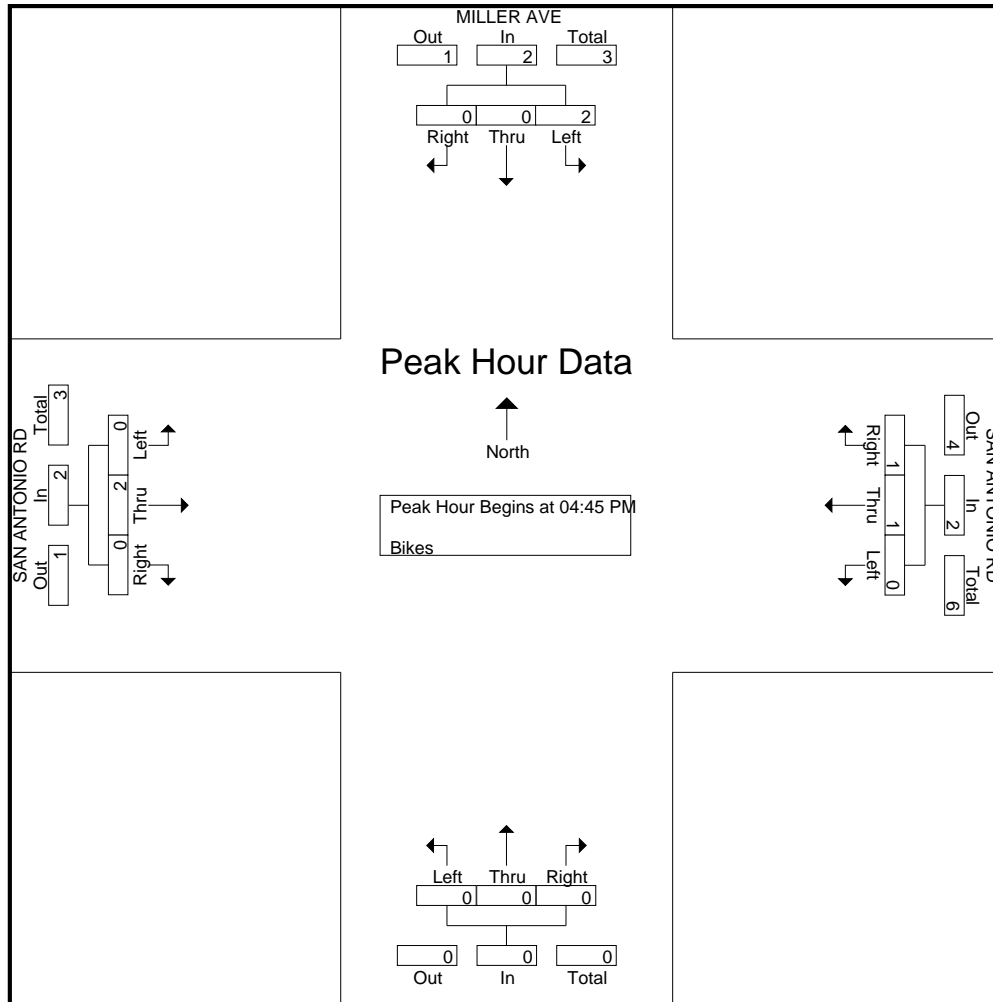 MILLER AVE
Out In Total
1 2 3
0 0 2
Right Thru Left
Peak Hour Data
North
Peak Hour Begins at 04:45 PM
Bikes
SAN ANTONIO RD
Out In Total
1 2 3
Left Thru Right
0 2 0
SAN ANTONIO RD
Out In Total
4 2 6
Right Thru Left
1 1 0
Left Thru Right
0 0 0
0 0 0
Out In Total